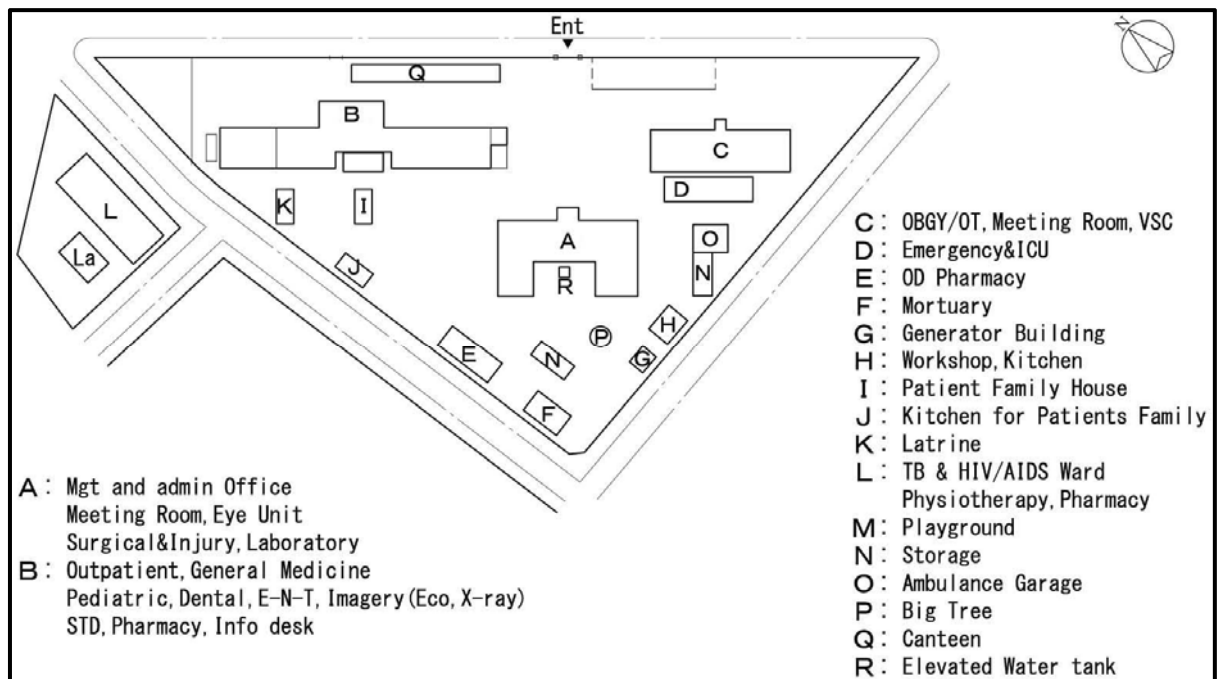 Ent
N
Q
B
C
D
K
I
L
A
O
La
J
R
N
P
H
E
N
G
F
A: Mgt and admin Office
Meeting Room, Eye Unit
Surgical&Injury, Laboratory
B: Outpatient, General Medicine
Pediatric, Dental, E-N-T, Imagery(Eco, X-ray)
STD, Pharmacy, Info desk
C: OBGY/OT, Meeting Room, VSC
D: Emergency&ICU
E: OD Pharmacy
F: Mortuary
G: Generator Building
H: Workshop, Kitchen
I: Patient Family House
J: Kitchen for Patients Family
K: Latrine
L: TB & HIV/AIDS Ward
Physiotherapy, Pharmacy
M: Playground
N: Storage
O: Ambulance Garage
P: Big Tree
Q: Canteen
R: Elevated Water tank